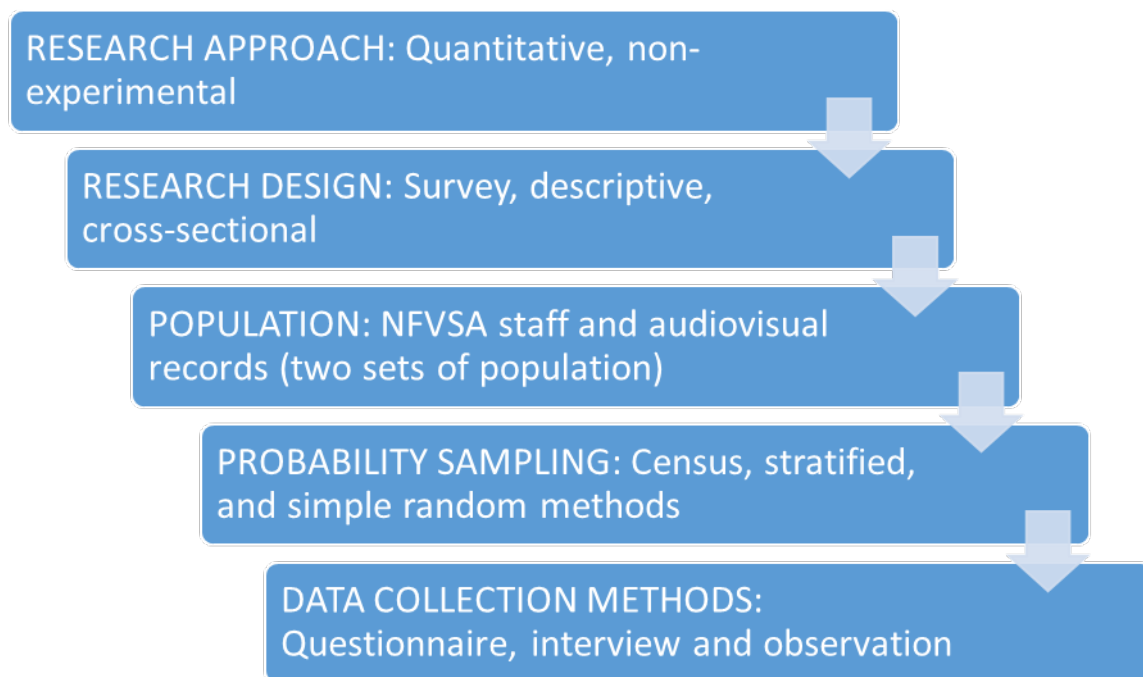 RESEARCH APPROACH: Quantitative, non-
experimental
RESEARCH DESIGN: Survey, descriptive,
cross-sectional
POPULATION: NFVSA staff and audiovisual
records (two sets of population)
PROBABILITY SAMPLING: Census, stratified,
and simple random methods
DATA COLLECTION METHODS:
Questionnaire, interview and observation